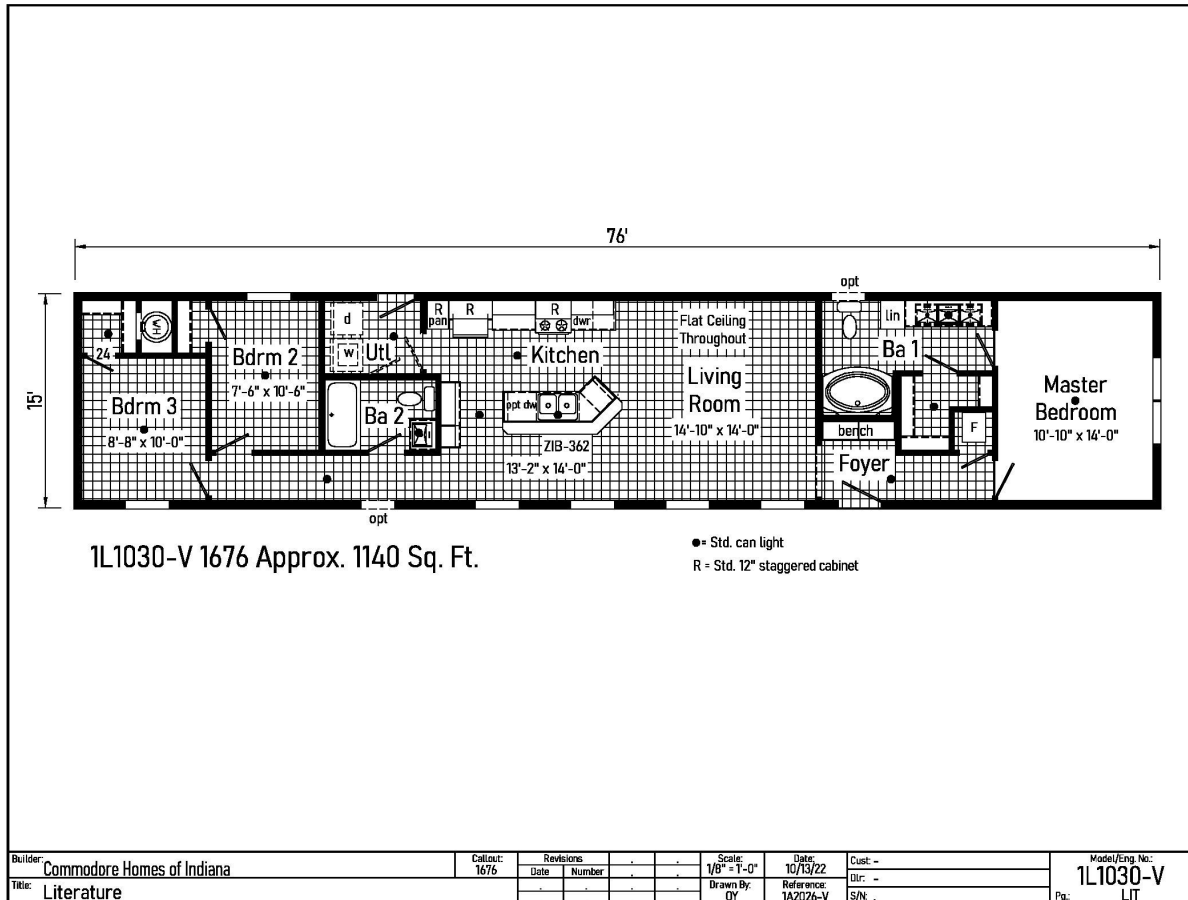 76'
15'
opt
24
WH
Bdrm 2
7'-6" x 10'-6"
Bdrm 3
8'-8" x 10'-0"
d
W
Utl
Ba 2
R
pan
R
R
dwr
Kitchen
opt dw
ZIB-362
13'-2" x 14'-0"
Flat Ceiling
Throughout
Living
Room
14'-10" x 14'-0"
lin
Ba 1
bench
Foyer
F
Master
Bedroom
10'-10" x 14'-0"
opt
1L1030-V 1676 Approx. 1140 Sq. Ft.
●= Std. can light
R = Std. 12" staggered cabinet
Builder: Commodore Homes of Indiana
Title: Literature
Callout:
1676
Revisions
Date Number
Scale:
1/8" = 1'-0"
Drawn By:
QY
Date:
10/13/22
Reference:
1A2026-V
Cust: -
Dlr: -
S/N: .
Model/Eng. No.:
1L1030-V
Pg.: LIT